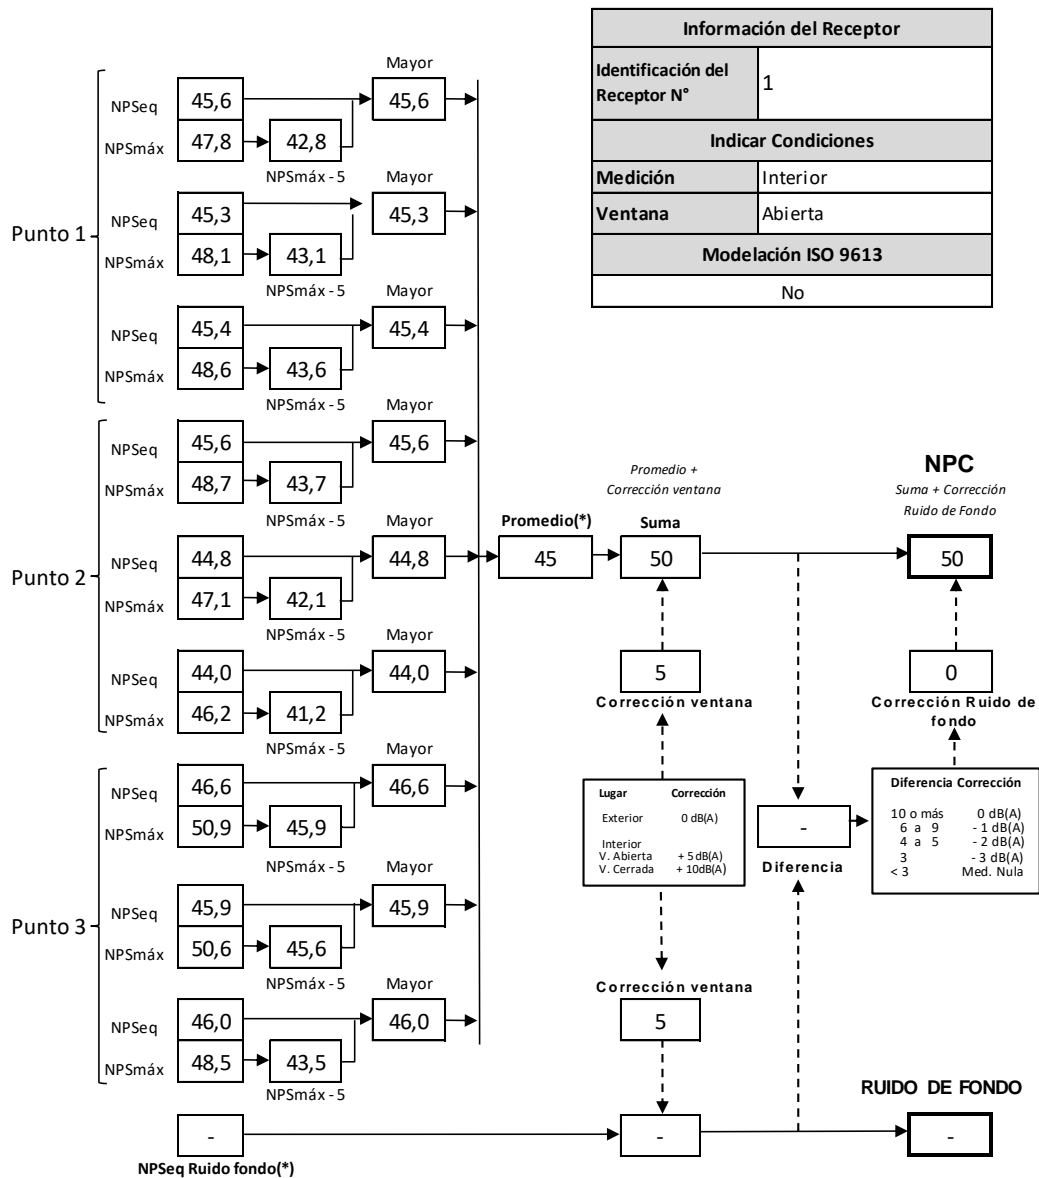 Información del Receptor
Identificación del
Receptor N°
1
Indicar Condiciones
Medición Interior
Ventana Abierta
Modelación ISO 9613
No
Punto 1
Mayor
NPSeq 45,6 45,6
NPSmáx 47,8 42,8
NPSmáx - 5
Mayor
NPSeq 45,3 45,3
NPSmáx 48,1 43,1
NPSmáx - 5
Mayor
NPSeq 45,4 45,4
NPSmáx 48,6 43,6
NPSmáx - 5
Punto 2
Mayor
NPSeq 45,6 45,6
NPSmáx 48,7 43,7
NPSmáx - 5
Mayor
NPSeq 44,8 44,8
NPSmáx 47,1 42,1
NPSmáx - 5
Mayor
NPSeq 44,0 44,0
NPSmáx 46,2 41,2
NPSmáx - 5
Punto 3
Mayor
NPSeq 46,6 46,6
NPSmáx 50,9 45,9
NPSmáx - 5
Mayor
NPSeq 45,9 45,9
NPSmáx 50,6 45,6
NPSmáx - 5
Mayor
NPSeq 46,0 46,0
NPSmáx 48,5 43,5
NPSmáx - 5
-
NPSeq Ruido fondo(*)
Promedio(*)
45
Promedio +
Corrección ventana
Suma
50
5
Corrección ventana
Lugar Corrección
Exterior 0 dB(A)
Interior
V. Abierta + 5 dB(A)
V. Cerrada + 10dB(A)
Corrección ventana
5
-
-
Diferencia
NPC
Suma + Corrección
Ruido de Fondo
50
0
Corrección Ruido de
fondo
Diferencia Corrección
10 o más 0 dB(A)
6 a 9 - 1 dB(A)
4 a 5 - 2 dB(A)
3 - 3 dB(A)
< 3 Med. Nula
RUIDO DE FONDO
-